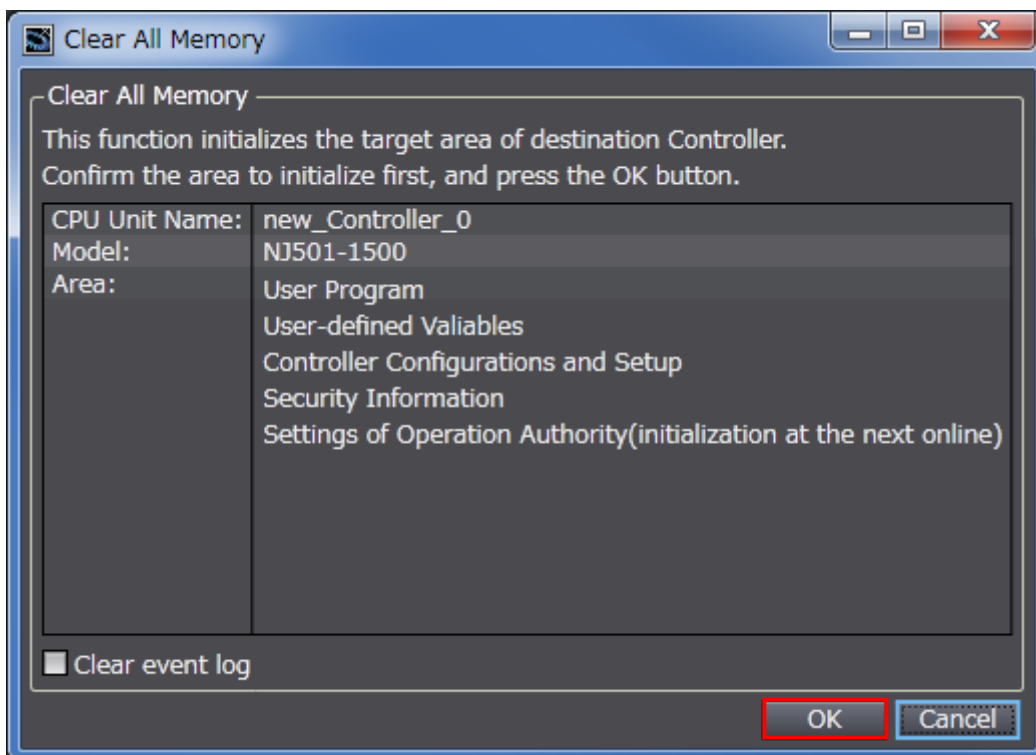 Clear All Memory
Clear All Memory
This function initializes the target area of destination Controller.
Confirm the area to initialize first, and press the OK button.
CPU Unit Name: new_Controller_0
Model: NJ501-1500
Area: User Program
User-defined Valiables
Controller Configurations and Setup
Security Information
Settings of Operation Authority(initialization at the next online)
Clear event log
OK Cancel